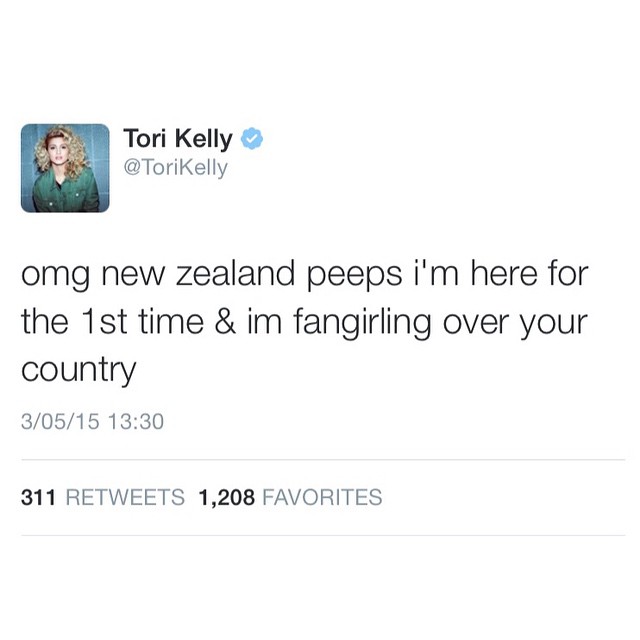 Tori Kelly
@ToriKelly
omg new zealand peeps i'm here for
the 1st time & im fangirling over your
country
3/05/15 13:30
311 RETWEETS 1,208 FAVORITES